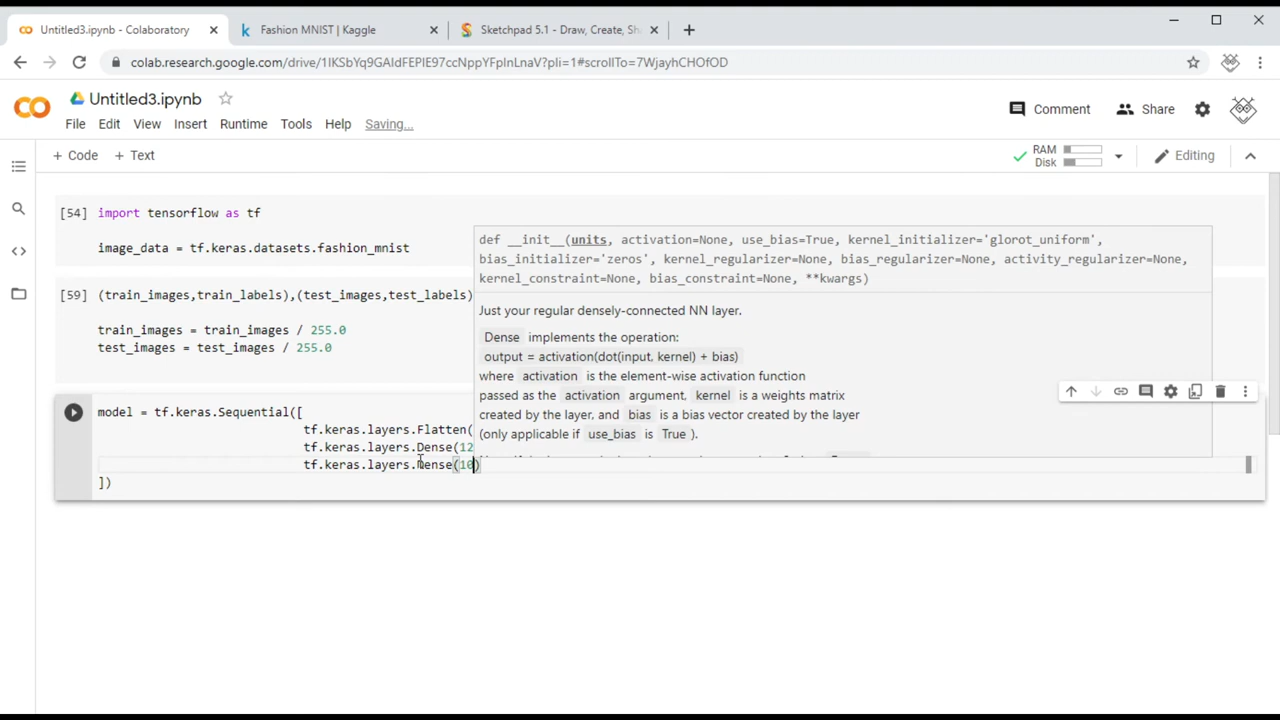 Untitled3.ipynb - Colaboratory
Fashion MNIST | Kaggle
Sketchpad 5.1 - Draw, Create, Sh
colab.research.google.com/drive/1IKSbYq9GAIdFEPIE97ccNppYFpInLnaV?pli=1#scrollTo=7WjayhCHOfOD
Untitled3.ipynb
File Edit View Insert Runtime Tools Help Saving...
Comment Share
+ Code + Text
RAM
Disk
Editing
[54] import tensorflow as tf
image_data = tf.keras.datasets.fashion_mnist
[59] (train_images,train_labels),(test_images,test_labels)
train_images = train_images / 255.0
test_images = test_images / 255.0
def __init__(units, activation=None, use_bias=True, kernel_initializer='glorot_uniform',
bias_initializer='zeros', kernel_regularizer=None, bias_regularizer=None, activity_regularizer=None,
kernel_constraint=None, bias_constraint=None, **kwargs)
Just your regular densely-connected NN layer.
Dense implements the operation:
output = activation(dot(input, kernel) + bias)
where activation is the element-wise activation function
passed as the activation argument, kernel is a weights matrix
created by the layer, and bias is a bias vector created by the layer
(only applicable if use_bias is True ).
model = tf.keras.Sequential([
tf.keras.layers.Flatten(
tf.keras.layers.Dense(12
tf.keras.layers.Dense(10)
])